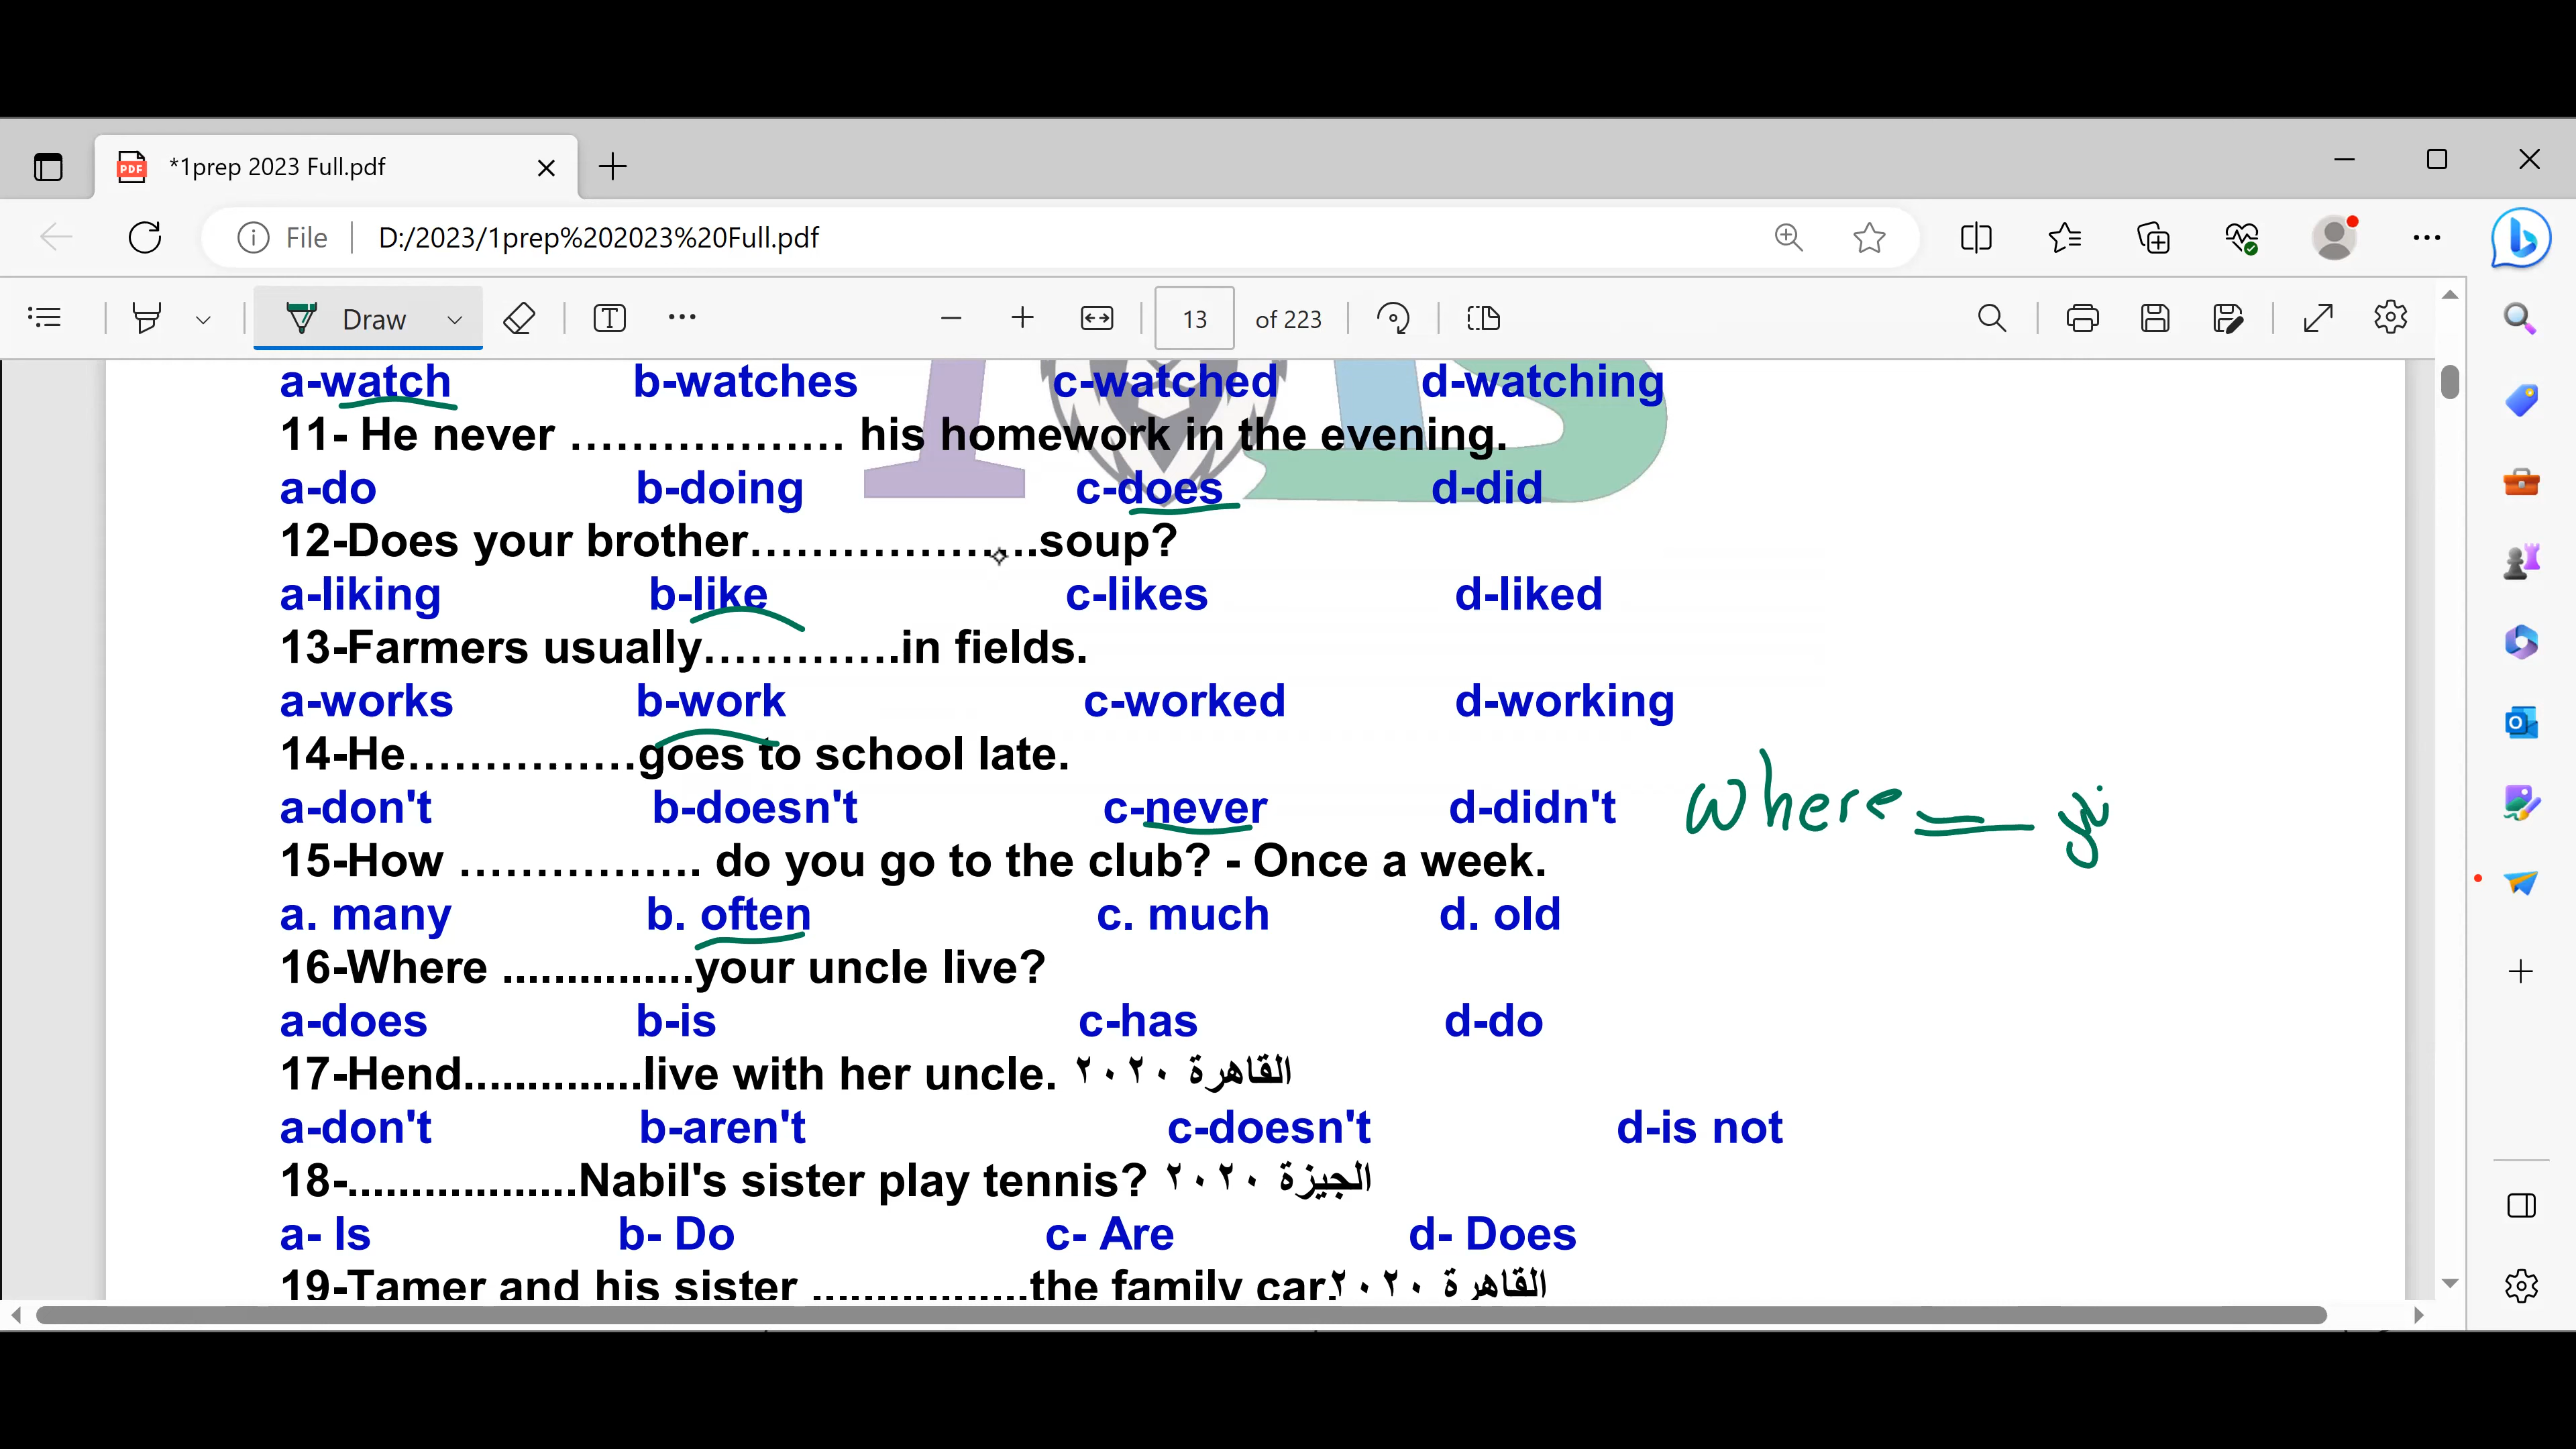 *1prep 2023 Full.pdf
File D:/2023/1prep%202023%20Full.pdf
Draw 13 of 223
a-watch b-watches c-watched d-watching
11- He never .................. his homework in the evening.
a-do b-doing c-does d-did
12-Does your brother...................soup?
a-liking b-like c-likes d-liked
13-Farmers usually.............in fields.
a-works b-work c-worked d-working
14-He...............goes to school late.
a-don't b-doesn't c-never d-didn't
where
15-How ................ do you go to the club? - Once a week.
a. many b. often c. much d. old
16-Where ...............your uncle live?
a-does b-is c-has d-do
17-Hend..............live with her uncle. القاهرة ٢٠٢٠
a-don't b-aren't c-doesn't d-is not
18-..................Nabil's sister play tennis? الجيزة ٢٠٢٠
a- Is b- Do c- Are d- Does
19-Tamer and his sister .................the family car. القاهرة ٢٠٢٠